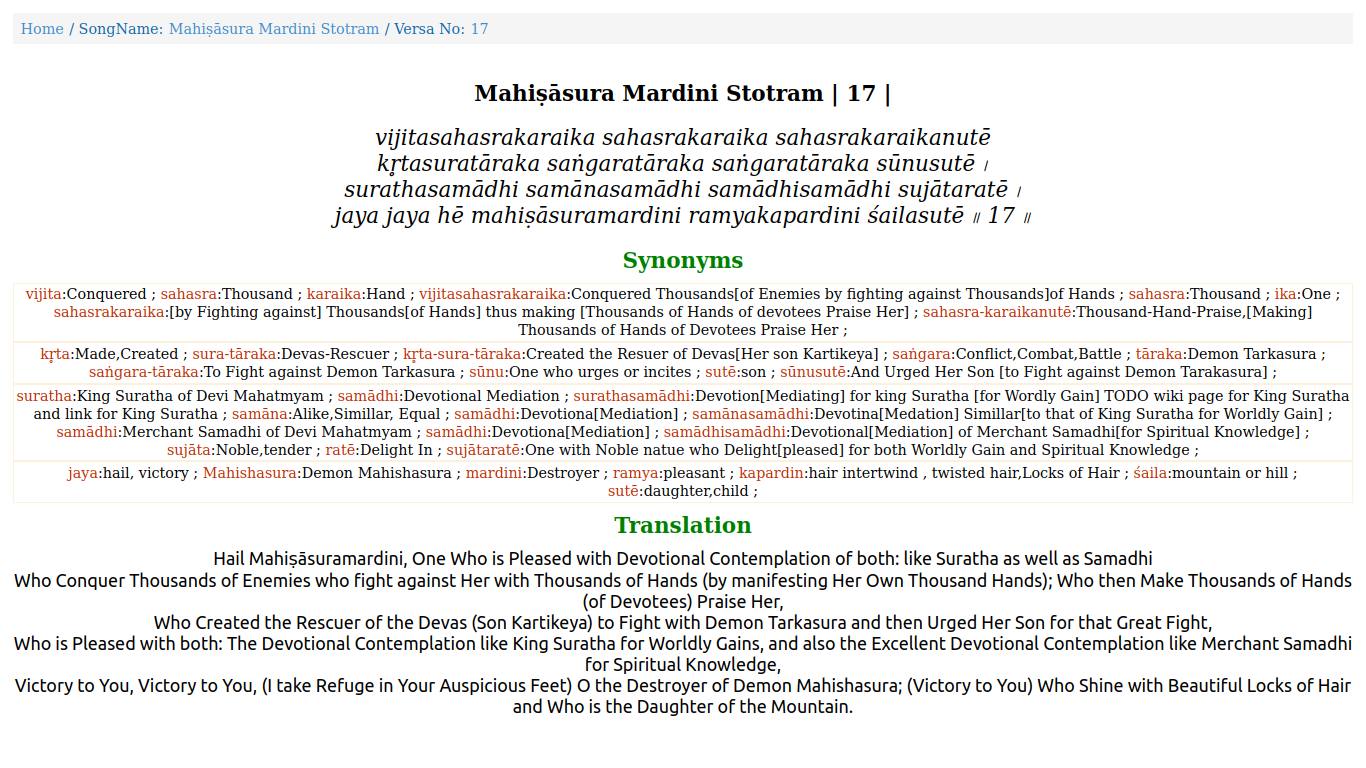 Home / SongName: Mahiṣāsura Mardini Stotram / Versa No: 17
Mahiṣāsura Mardini Stotram | 17 |
vijitasahasrakaraika sahasrakaraika sahasrakaraikanutē
kr̥tasuratāraka saṅgaratāraka saṅgaratāraka sūnusutē ।
surathasamādhi samānasamādhi samādhisamādhi sujātaratē ।
jaya jaya hē mahiṣāsuramardini ramyakapardini śailasutē ॥ 17 ॥
Synonyms
vijita:Conquered ; sahasra:Thousand ; karaika:Hand ; vijitasahasrakaraika:Conquered Thousands[of Enemies by fighting against Thousands]of Hands ; sahasra:Thousand ; ika:One ;
sahasrakaraika:[by Fighting against] Thousands[of Hands] thus making [Thousands of Hands of devotees Praise Her] ; sahasra-karaikanutē:Thousand-Hand-Praise,[Making]
Thousands of Hands of Devotees Praise Her ;
kr̥ta:Made,Created ; sura-tāraka:Devas-Rescuer ; kr̥ta-sura-tāraka:Created the Resuer of Devas[Her son Kartikeya] ; saṅgara:Conflict,Combat,Battle ; tāraka:Demon Tarkasura ;
saṅgara-tāraka:To Fight against Demon Tarkasura ; sūnu:One who urges or incites ; sutē:son ; sūnusutē:And Urged Her Son [to Fight against Demon Tarakasura] ;
suratha:King Suratha of Devi Mahatmyam ; samādhi:Devotional Mediation ; surathasamādhi:Devotion[Mediating] for king Suratha [for Wordly Gain] TODO wiki page for King Suratha
and link for King Suratha ; samāna:Alike,Simillar, Equal ; samādhi:Devotiona[Mediation] ; samānasamādhi:Devotina[Medation] Simillar[to that of King Suratha for Worldly Gain] ;
samādhi:Merchant Samadhi of Devi Mahatmyam ; samādhi:Devotiona[Mediation] ; samādhisamādhi:Devotional[Mediation] of Merchant Samadhi[for Spiritual Knowledge] ;
sujāta:Noble,tender ; ratē:Delight In ; sujātaratē:One with Noble natue who Delight[pleased] for both Worldly Gain and Spiritual Knowledge ;
jaya:hail, victory ; Mahishasura:Demon Mahishasura ; mardini:Destroyer ; ramya:pleasant ; kapardin:hair intertwind , twisted hair,Locks of Hair ; śaila:mountain or hill ;
sutē:daughter,child ;
Translation
Hail Mahiṣāsuramardini, One Who is Pleased with Devotional Contemplation of both: like Suratha as well as Samadhi
Who Conquer Thousands of Enemies who fight against Her with Thousands of Hands (by manifesting Her Own Thousand Hands); Who then Make Thousands of Hands
(of Devotees) Praise Her,
Who Created the Rescuer of the Devas (Son Kartikeya) to Fight with Demon Tarkasura and then Urged Her Son for that Great Fight,
Who is Pleased with both: The Devotional Contemplation like King Suratha for Worldly Gains, and also the Excellent Devotional Contemplation like Merchant Samadhi
for Spiritual Knowledge,
Victory to You, Victory to You, (I take Refuge in Your Auspicious Feet) O the Destroyer of Demon Mahishasura; (Victory to You) Who Shine with Beautiful Locks of Hair
and Who is the Daughter of the Mountain.